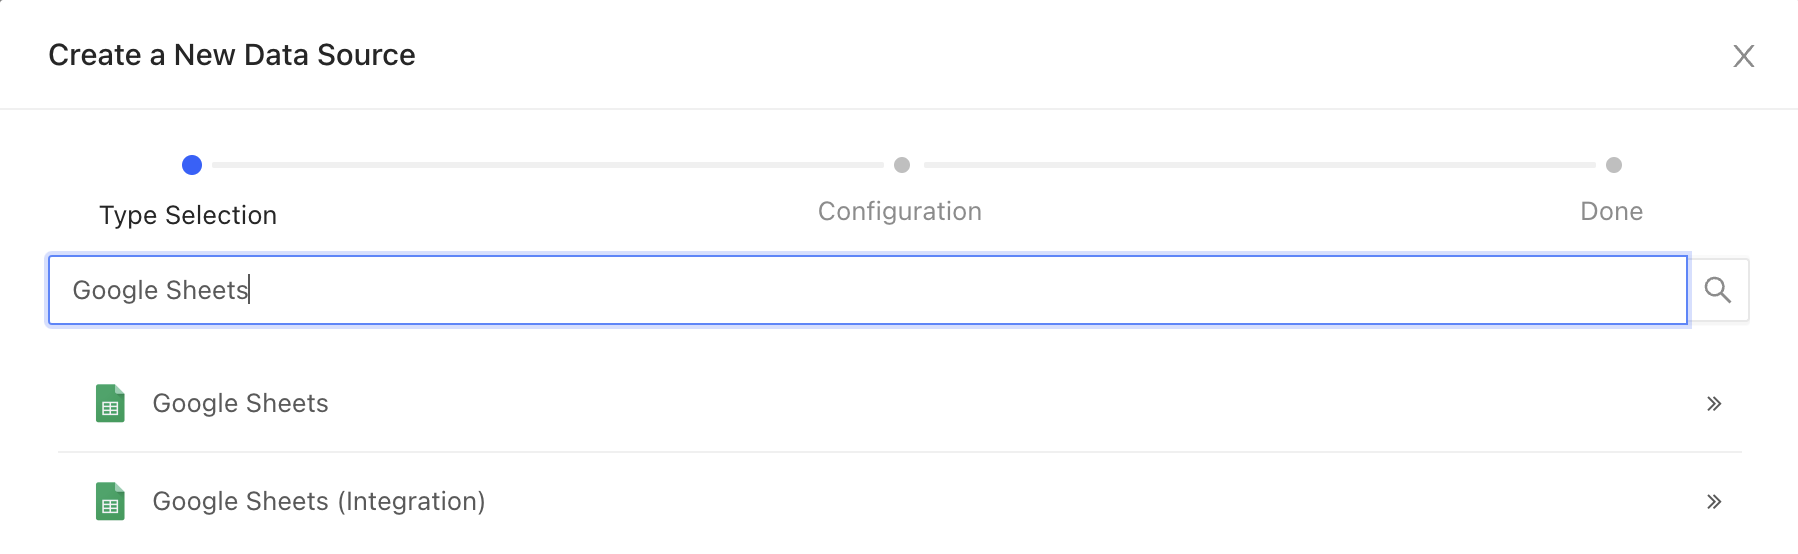 Create a New Data Source
Type Selection
Configuration
Done
Google Sheets
Google Sheets
Google Sheets (Integration)